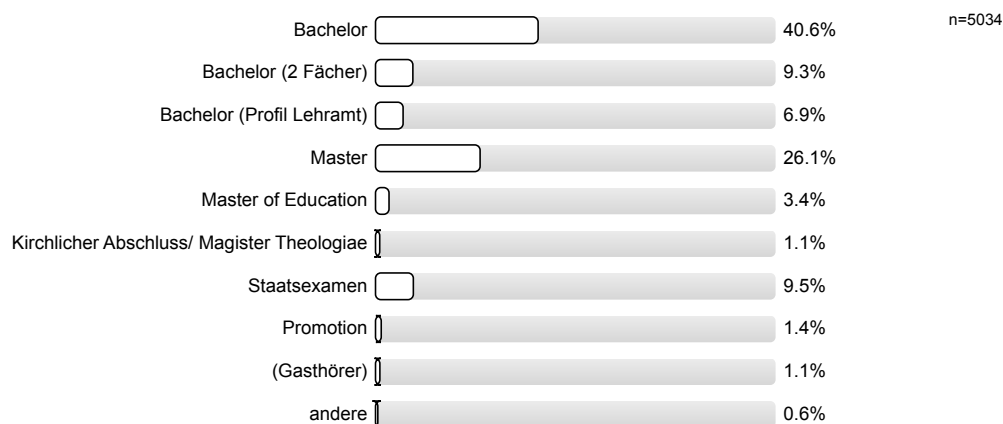 n=5034
Bachelor 40.6%
Bachelor (2 Fächer) 9.3%
Bachelor (Profil Lehramt) 6.9%
Master 26.1%
Master of Education 3.4%
Kirchlicher Abschluss/ Magister Theologiae 1.1%
Staatsexamen 9.5%
Promotion 1.4%
(Gasthörer) 1.1%
andere 0.6%